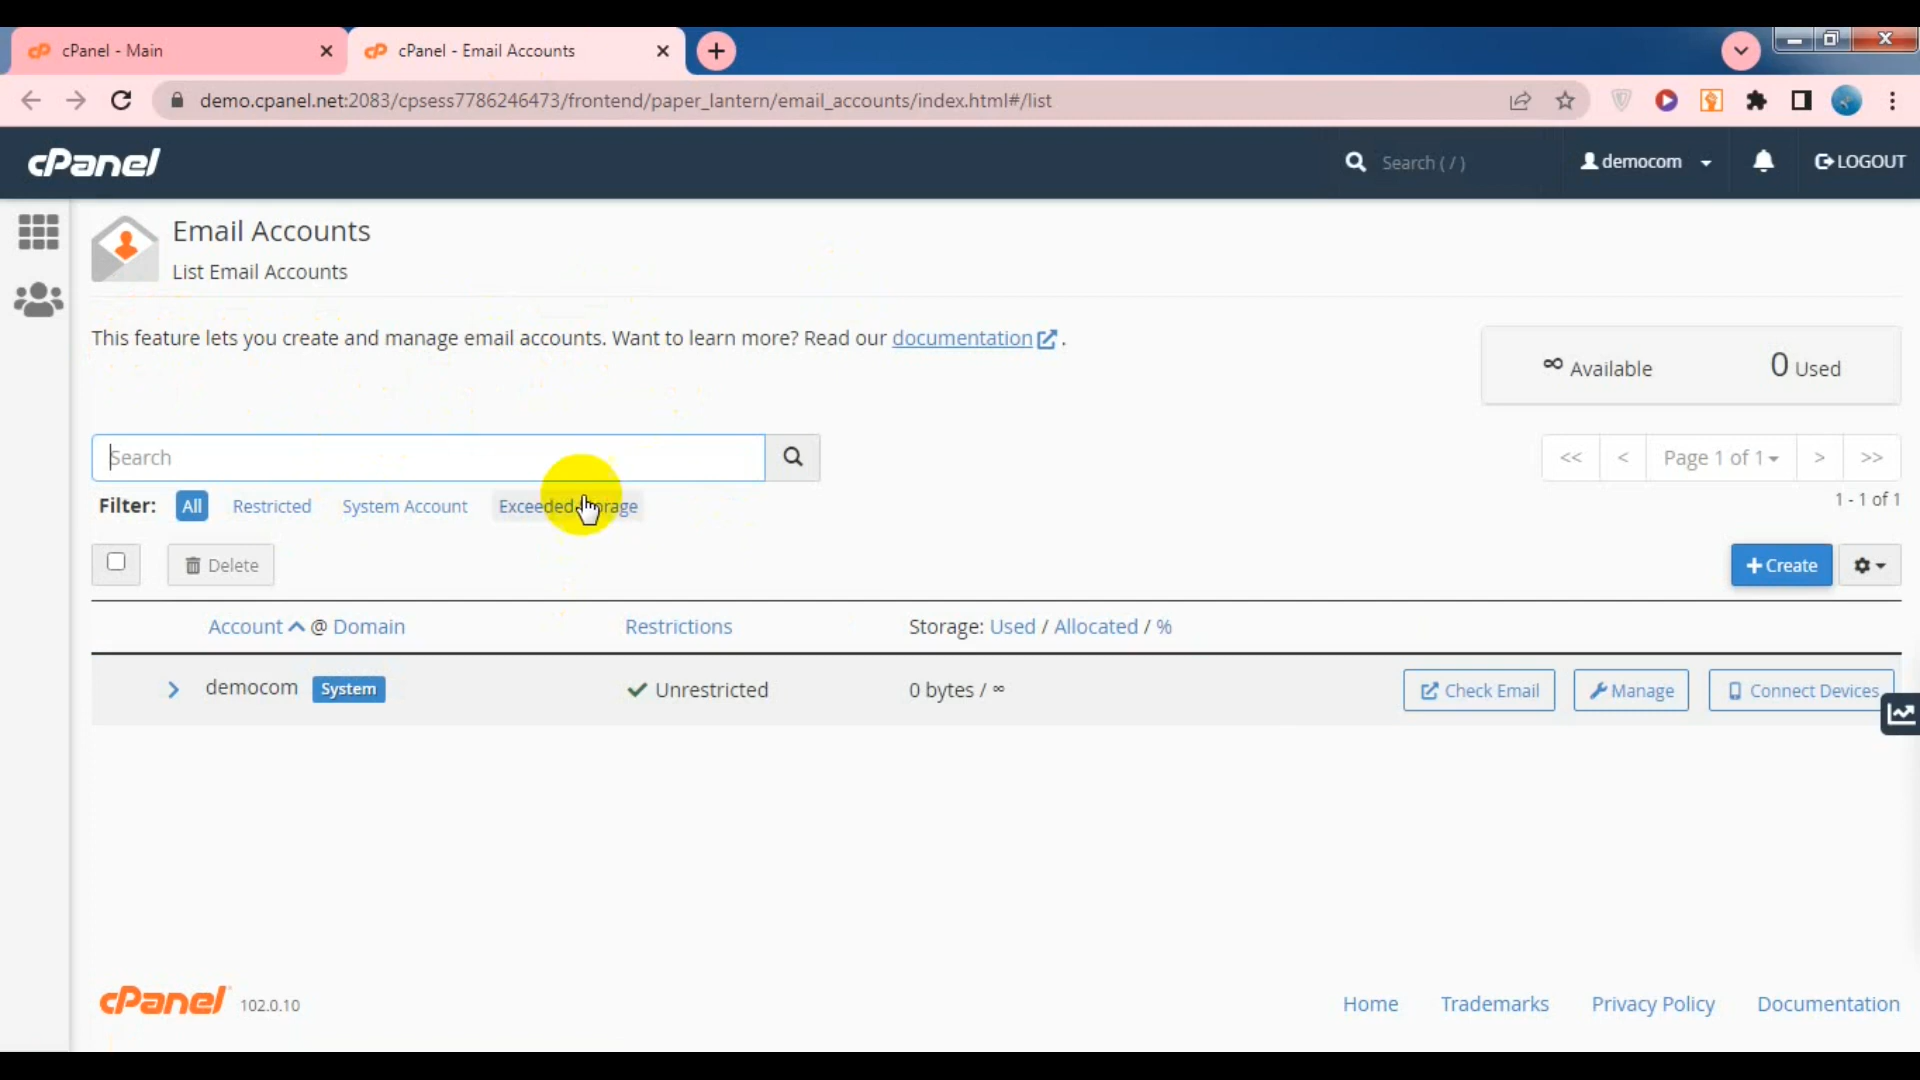 cPanel - Main
cPanel - Email Accounts
demo.cpanel.net:2083/cpsess7786246473/frontend/paper_lantern/email_accounts/index.html#/list
cPanel
Search ( / )
democom
LOGOUT
Email Accounts
List Email Accounts
This feature lets you create and manage email accounts. Want to learn more? Read our documentation .
∞ Available
0 Used
Search
<< < Page 1 of 1 > >>
Filter: All Restricted System Account Exceeded Storage
1 - 1 of 1
Delete
+ Create
Account @ Domain
Restrictions
Storage: Used / Allocated / %
democom System
Unrestricted
0 bytes / ∞
Check Email
Manage
Connect Devices
cPanel 102.0.10
Home
Trademarks
Privacy Policy
Documentation